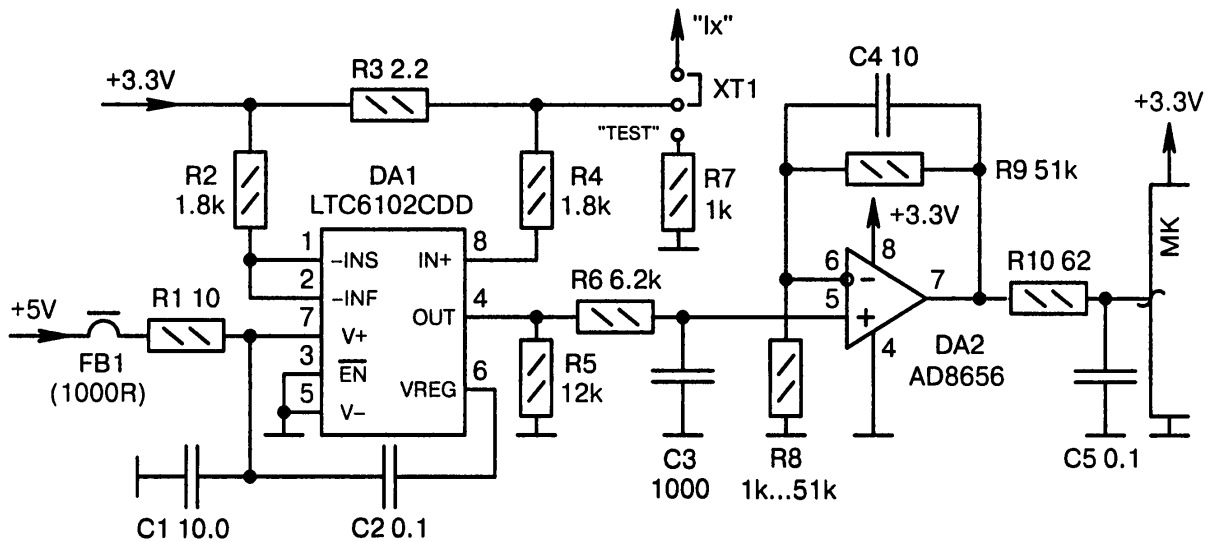 "Ix"
+3.3V
R3 2.2
XT1
"TEST"
C4 10
+3.3V
R2
1.8k
DA1
LTC6102CDD
R4
1.8k
R7
1k
R9 51k
+3.3V
MK
1
-INS
IN+
8
2
-INF
+5V
R1 10
7
V+
OUT
4
R6 6.2k
6
-
8
7
R10 62
5
+
4
FB1
(1000R)
3
EN
5
V-
VREG
6
R5
12k
DA2
AD8656
C1 10.0
C2 0.1
C3
1000
R8
1k...51k
C5 0.1